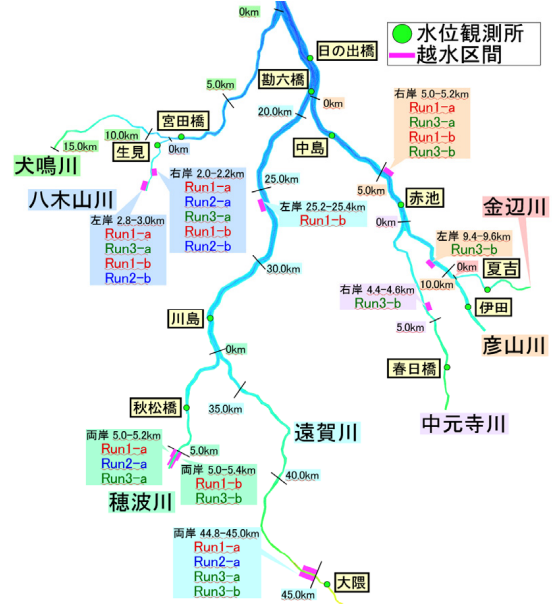 0km
水位観測所
越水区間
日の出橋
勘六橋
5.0km
20.0km
0km
宮田橋
10.0km
15.0km
生見
0km
犬鳴川
中島
右岸 5.0-5.2km
Run1-a
Run3-a
Run1-b
Run3-b
八木山川
右岸 2.0-2.2km
Run1-a
Run2-a
Run3-a
Run1-b
Run2-b
左岸 2.8-3.0km
Run1-a
Run3-a
Run1-b
Run2-b
25.0km
左岸 25.2-25.4km
Run1-b
5.0km
赤池
0km
金辺川
左岸 9.4-9.6km
Run3-b
0km
夏吉
10.0km
伊田
彦山川
30.0km
右岸 4.4-4.6km
Run3-b
5.0km
川島
0km
春日橋
中元寺川
秋松橋
35.0km
遠賀川
両岸 5.0-5.2km
Run1-a
Run2-a
Run3-a
5.0km
両岸 5.0-5.4km
Run1-b
Run3-b
穂波川
40.0km
両岸 44.8-45.0km
Run1-a
Run2-a
Run3-a
Run3-b
45.0km
大隈